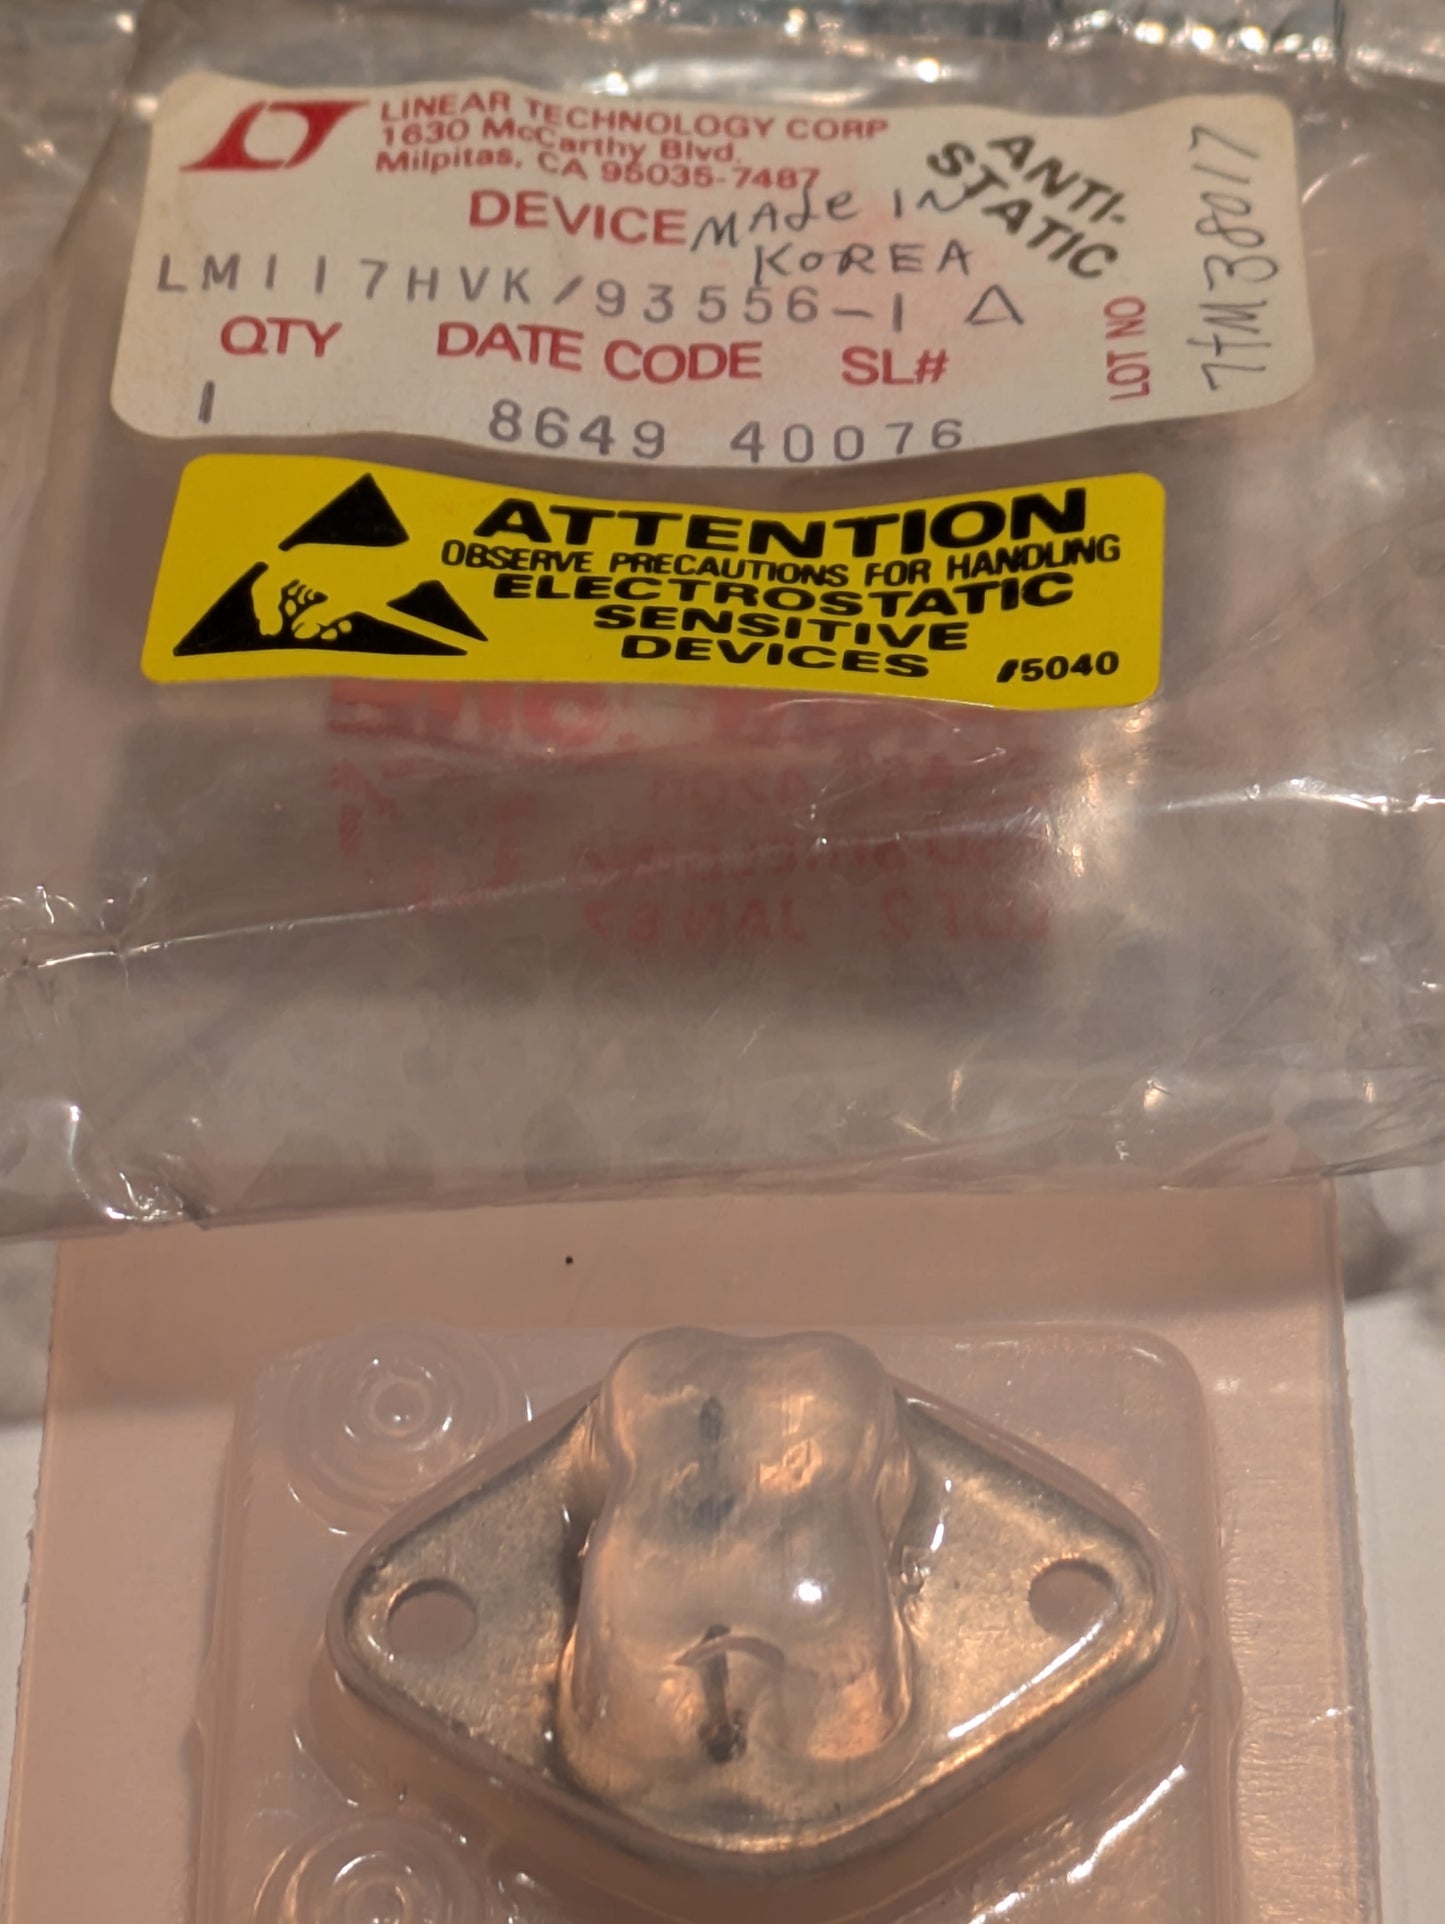 LINEAR TECHNOLOGY CORP
1630 McCarthy Blvd.
Milpitas, CA 95035-7487
ANTI-
STATIC
DEVICE MAde IN
KOREA
LM117HVK/93556-1 Δ
QTY DATE CODE SL#
1 8649 40076
LOT NO
ATTENTION
OBSERVE PRECAUTIONS FOR HANDLING
ELECTROSTATIC
SENSITIVE
DEVICES #5040